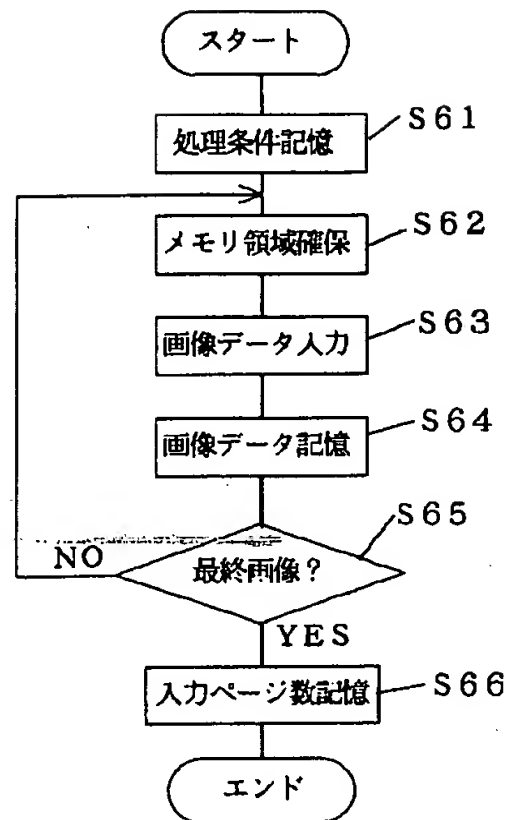 スタート
S61
処理条件記憶
S62
メモリ領域確保
S63
画像データ入力
S64
画像データ記憶
S65
最終画像?
NO
YES
入力ページ数記憶
S66
エンド